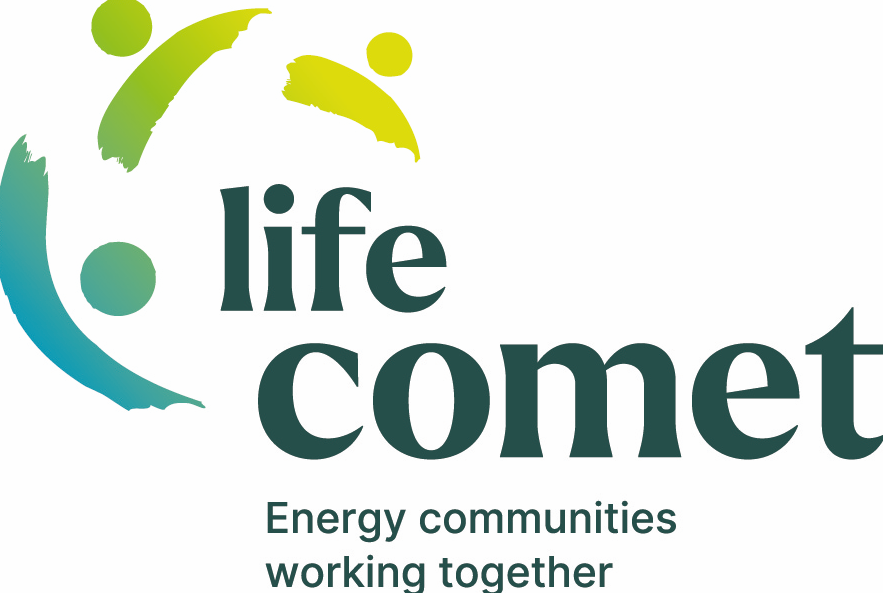 life
comet
Energy communities
working together